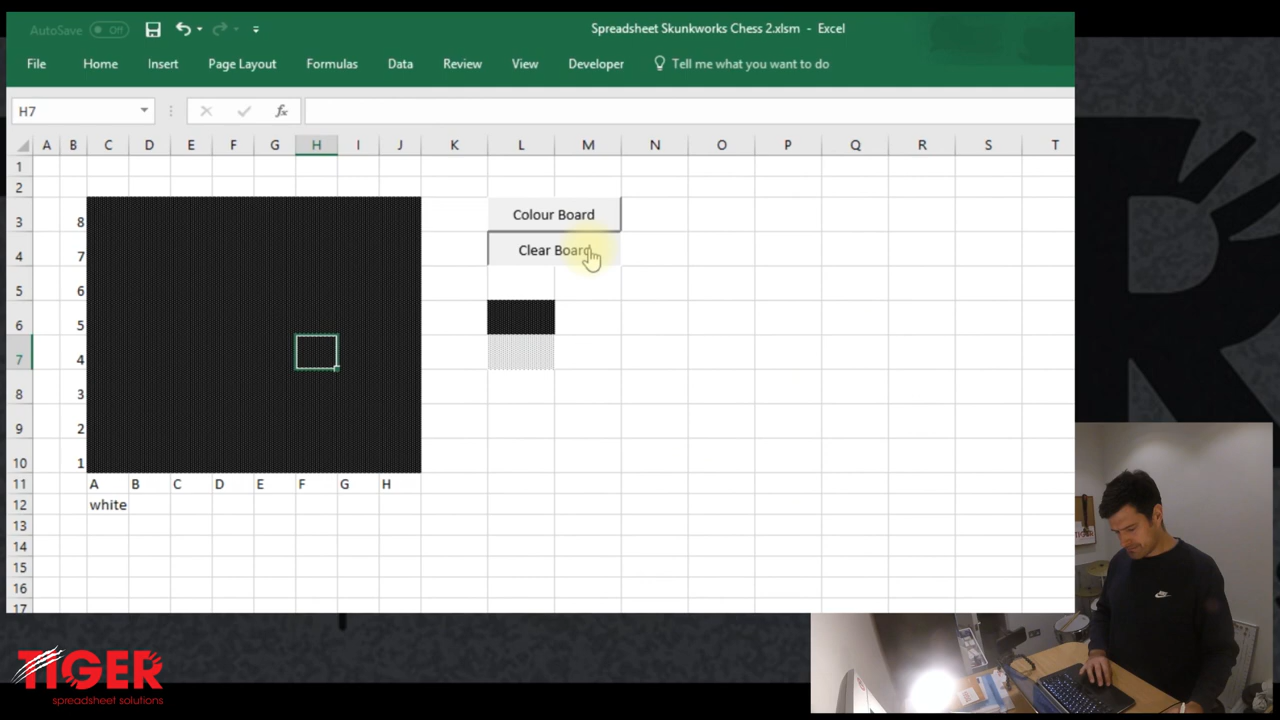 AutoSave Off
Spreadsheet Skunkworks Chess 2.xlsm - Excel
File Home Insert Page Layout Formulas Data Review View Developer Tell me what you want to do
H7 fx
A B C D E F G H I J K L M N O P Q R S T
1
2
3 8 Colour Board
4 7 Clear Board
5 6
6 5
7 4
8 3
9 2
10 1
11 A B C D E F G H
12 white
13
14
15
16
17
TIGER
spreadsheet solutions